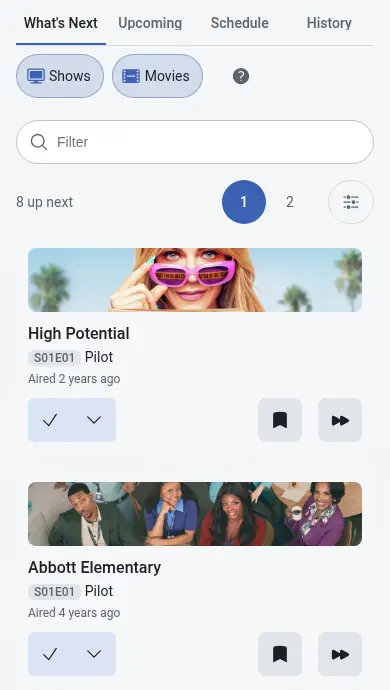 What's Next Upcoming Schedule History
Shows Movies ?
Filter
8 up next 1 2
High Potential
S01E01 Pilot
Aired 2 years ago
Abbott Elementary
S01E01 Pilot
Aired 4 years ago